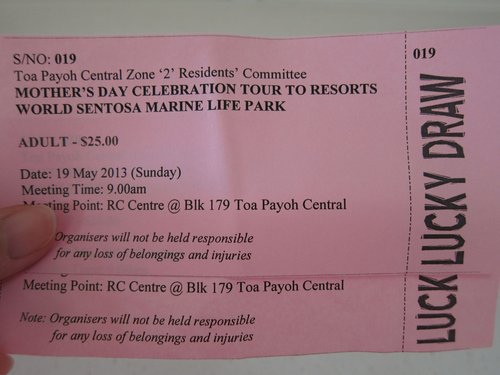 S/NO: 019
Toa Payoh Central Zone ‘2’ Residents’ Committee
MOTHER’S DAY CELEBRATION TOUR TO RESORTS
WORLD SENTOSA MARINE LIFE PARK
ADULT - $25.00
Date: 19 May 2013 (Sunday)
Meeting Time: 9.00am
Meeting Point: RC Centre @ Blk 179 Toa Payoh Central
Organisers will not be held responsible
for any loss of belongings and injuries
Meeting Point: RC Centre @ Blk 179 Toa Payoh Central
Note: Organisers will not be held responsible
for any loss of belongings and injuries
019
LUCKY DRAW
LUCK